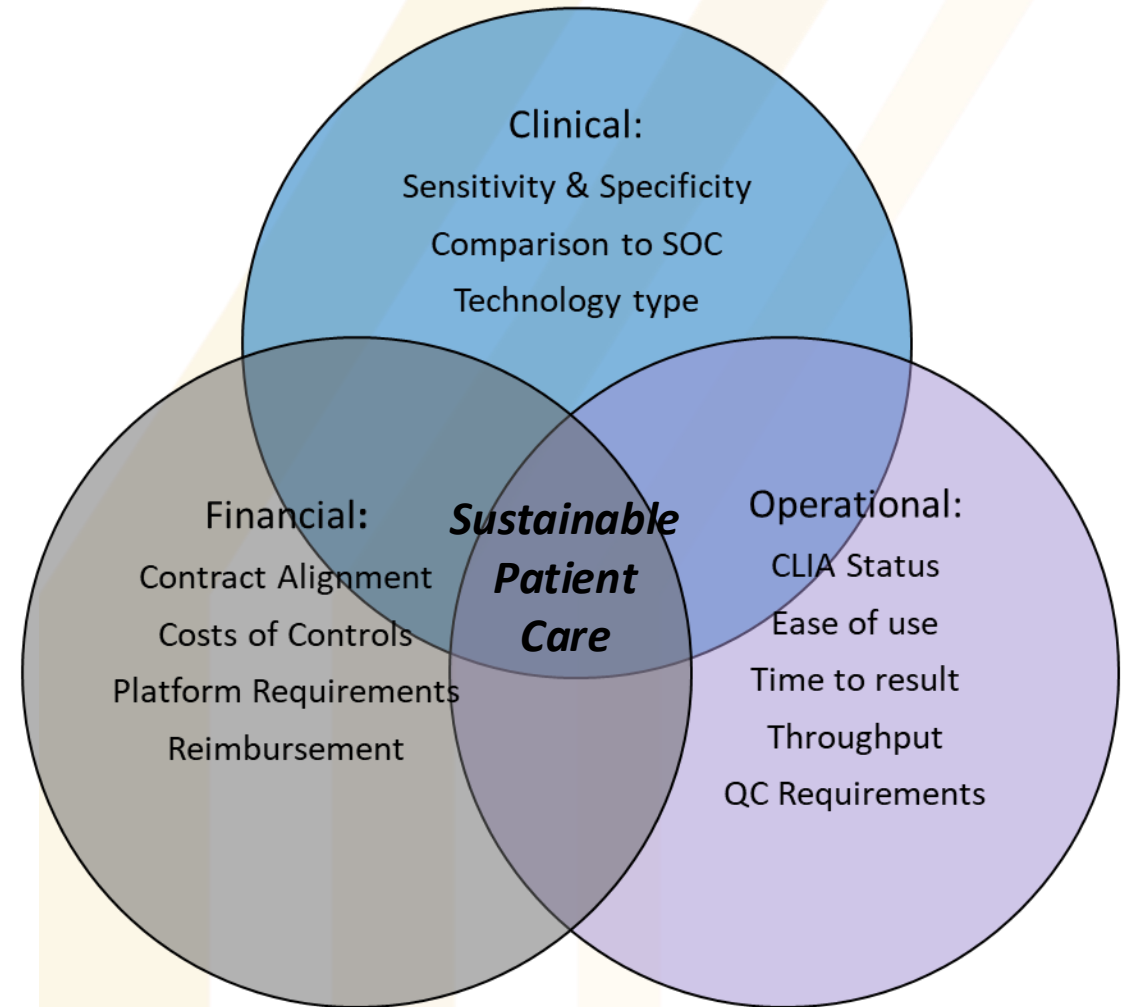 Clinical:
Sensitivity & Specificity
Comparison to SOC
Technology type
Financial:
Contract Alignment
Costs of Controls
Platform Requirements
Reimbursement
Sustainable
Patient
Care
Operational:
CLIA Status
Ease of use
Time to result
Throughput
QC Requirements